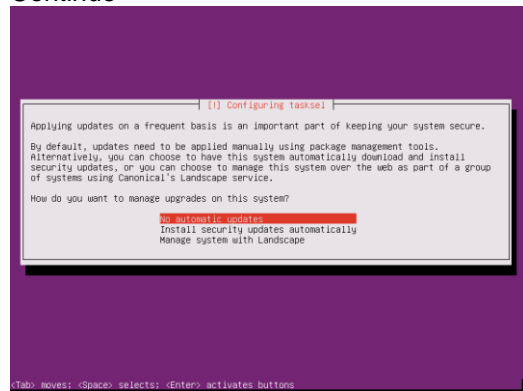 Continue
[!] Configuring tasksel
Applying updates on a frequent basis is an important part of keeping your system secure.
By default, updates need to be applied manually using package management tools.
Alternatively, you can choose to have this system automatically download and install
security updates, or you can choose to manage this system over the web as part of a group
of systems using Canonical's Landscape service.
How do you want to manage upgrades on this system?
No automatic updates
Install security updates automatically
Manage system with Landscape
<Tab> moves; <Space> selects; <Enter> activates buttons